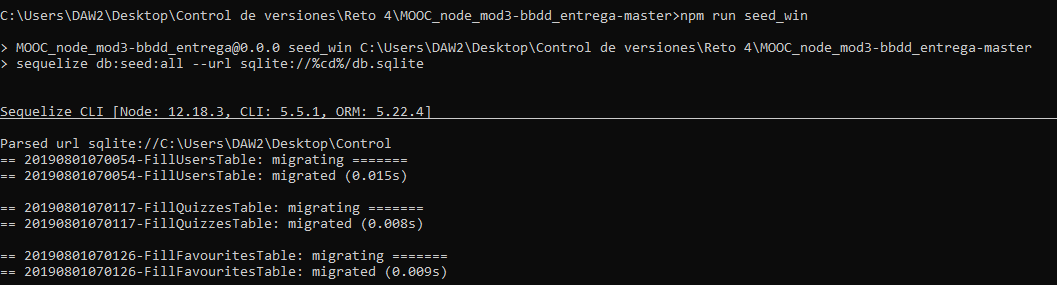 C:\Users\DAW2\Desktop\Control de versiones\Reto 4\MOOC_node_mod3-bbdd_entrega-master>npm run seed_win
> MOOC_node_mod3-bbdd_entrega@0.0.0 seed_win C:\Users\DAW2\Desktop\Control de versiones\Reto 4\MOOC_node_mod3-bbdd_entrega-master
> sequelize db:seed:all --url sqlite://%cd%/db.sqlite
Sequelize CLI [Node: 12.18.3, CLI: 5.5.1, ORM: 5.22.4]
Parsed url sqlite://C:\Users\DAW2\Desktop\Control
== 20190801070054-FillUsersTable: migrating =======
== 20190801070054-FillUsersTable: migrated (0.015s)
== 20190801070117-FillQuizzesTable: migrating =======
== 20190801070117-FillQuizzesTable: migrated (0.008s)
== 20190801070126-FillFavouritesTable: migrating =======
== 20190801070126-FillFavouritesTable: migrated (0.009s)